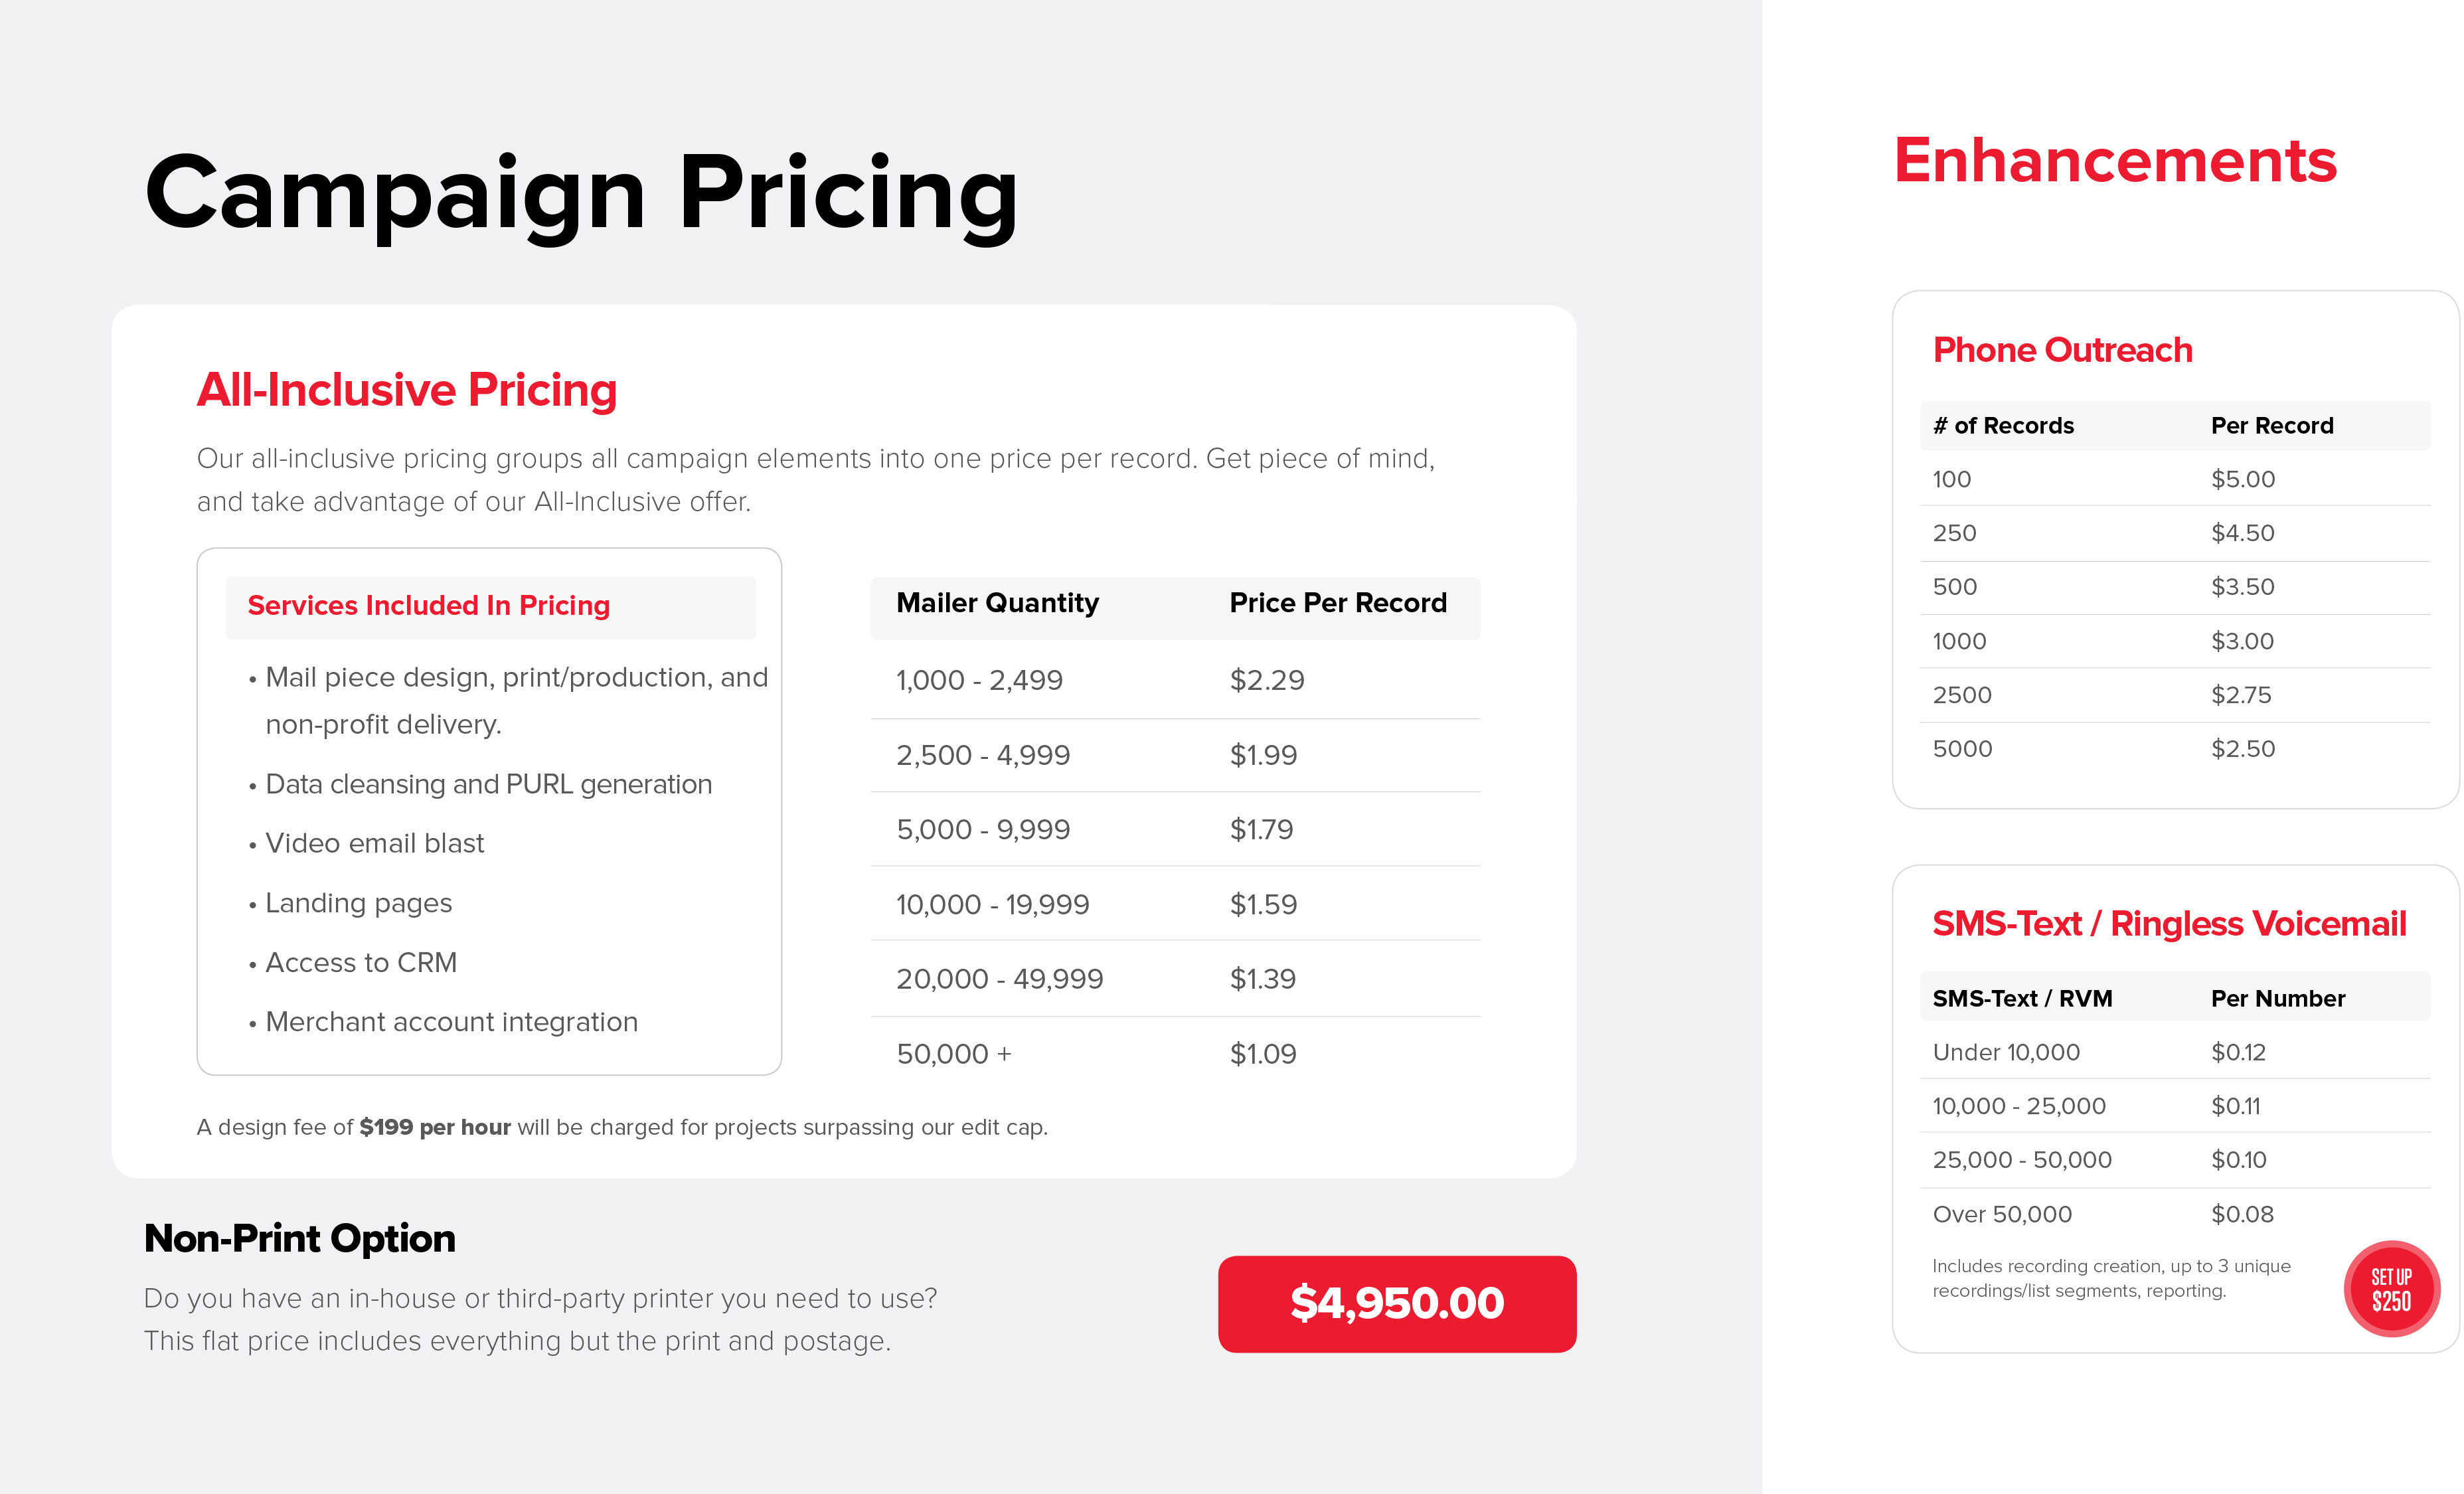 Campaign Pricing
All-Inclusive Pricing
Our all-inclusive pricing groups all campaign elements into one price per record. Get piece of mind,
and take advantage of our All-Inclusive offer.
Services Included In Pricing
• Mail piece design, print/production, and
non-profit delivery.
• Data cleansing and PURL generation
• Video email blast
• Landing pages
• Access to CRM
• Merchant account integration
Mailer Quantity Price Per Record
1,000 - 2,499 $2.29
2,500 - 4,999 $1.99
5,000 - 9,999 $1.79
10,000 - 19,999 $1.59
20,000 - 49,999 $1.39
50,000 + $1.09
A design fee of $199 per hour will be charged for projects surpassing our edit cap.
Non-Print Option
Do you have an in-house or third-party printer you need to use?
This flat price includes everything but the print and postage.
$4,950.00
Enhancements
Phone Outreach
# of Records Per Record
100 $5.00
250 $4.50
500 $3.50
1000 $3.00
2500 $2.75
5000 $2.50
SMS-Text / Ringless Voicemail
SMS-Text / RVM Per Number
Under 10,000 $0.12
10,000 - 25,000 $0.11
25,000 - 50,000 $0.10
Over 50,000 $0.08
Includes recording creation, up to 3 unique
recordings/list segments, reporting.
SET UP
$250